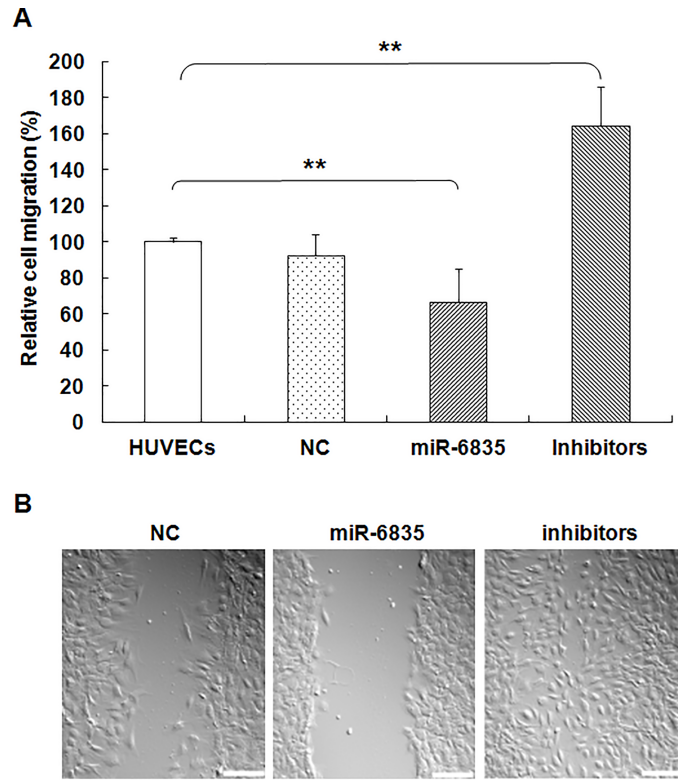 A
200
180
160
140
120
100
80
60
40
20
0
Relative cell migration (%)
**
**
HUVECs NC miR-6835 Inhibitors
B
NC miR-6835 inhibitors